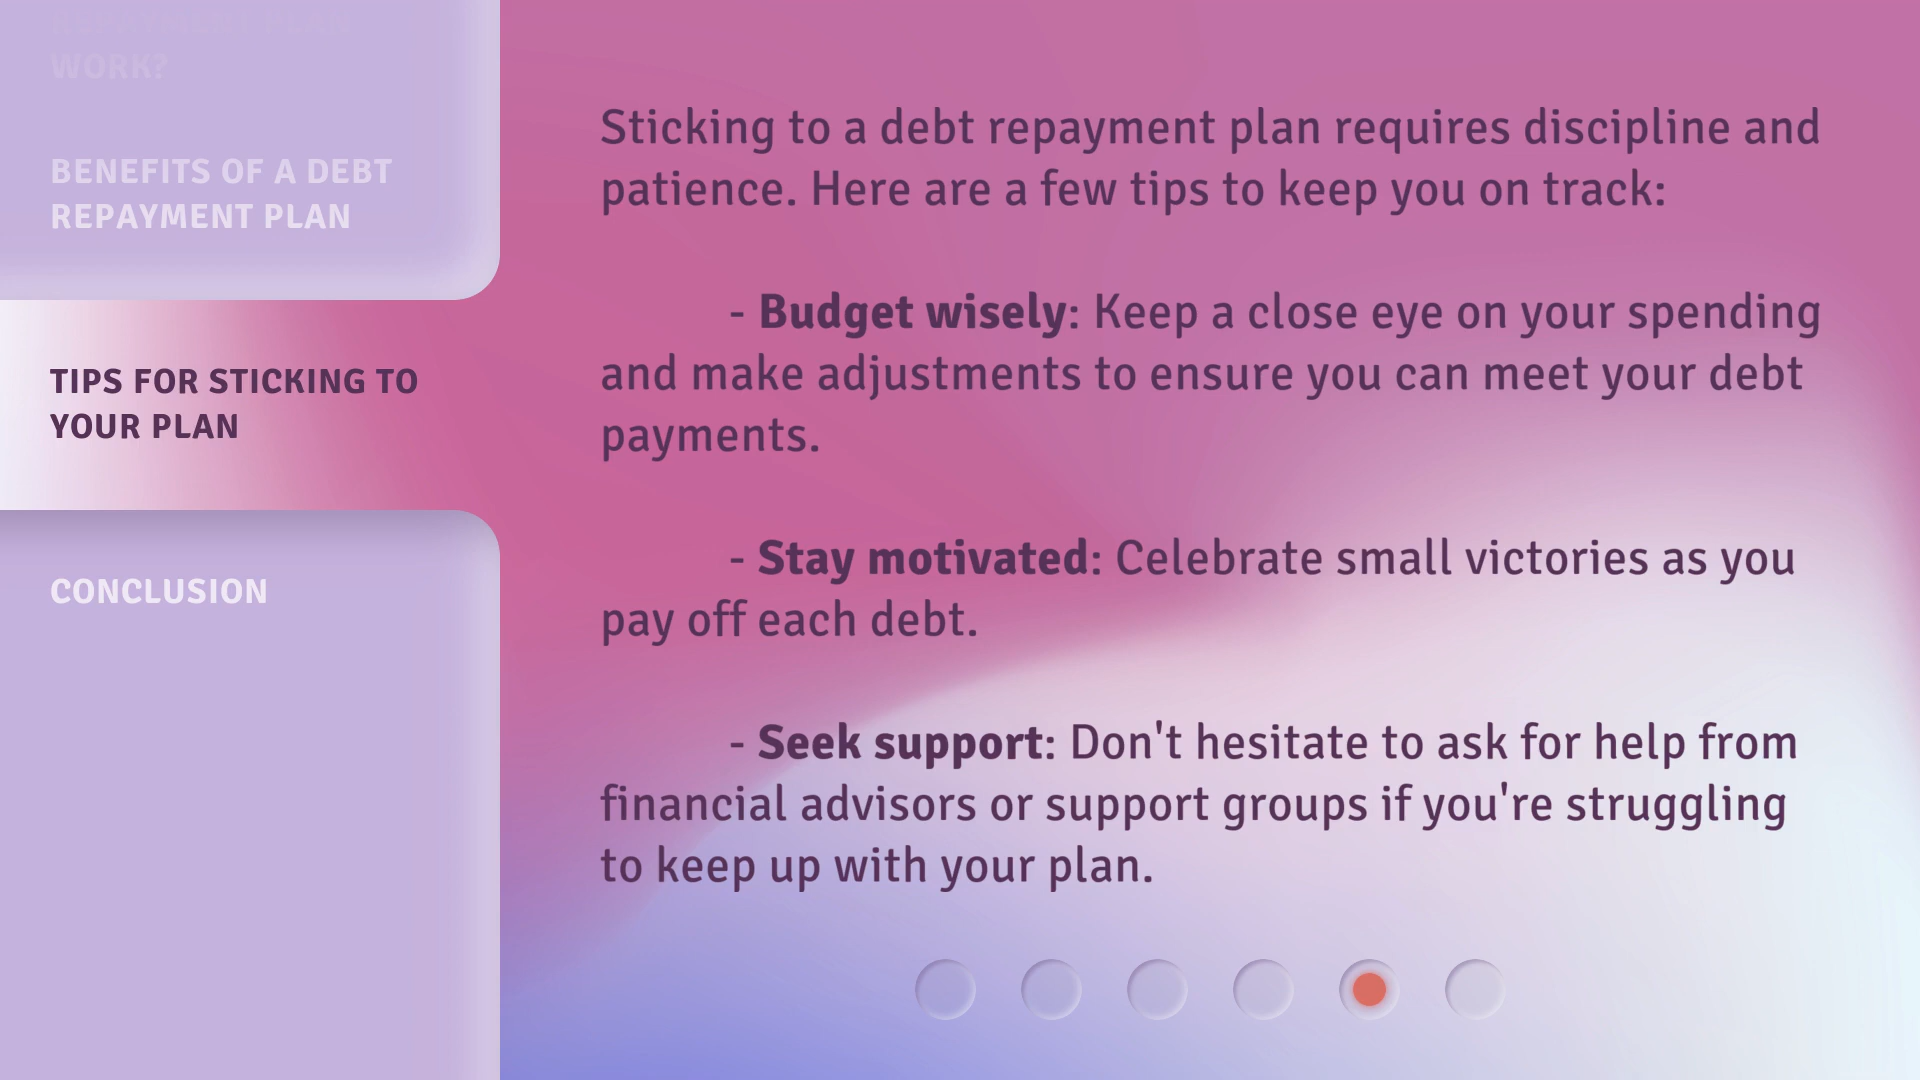 REPAYMENT PLAN
WORK?
BENEFITS OF A DEBT
REPAYMENT PLAN
TIPS FOR STICKING TO
YOUR PLAN
CONCLUSION
Sticking to a debt repayment plan requires discipline and
patience. Here are a few tips to keep you on track:
- Budget wisely: Keep a close eye on your spending
and make adjustments to ensure you can meet your debt
payments.
- Stay motivated: Celebrate small victories as you
pay off each debt.
- Seek support: Don't hesitate to ask for help from
financial advisors or support groups if you're struggling
to keep up with your plan.